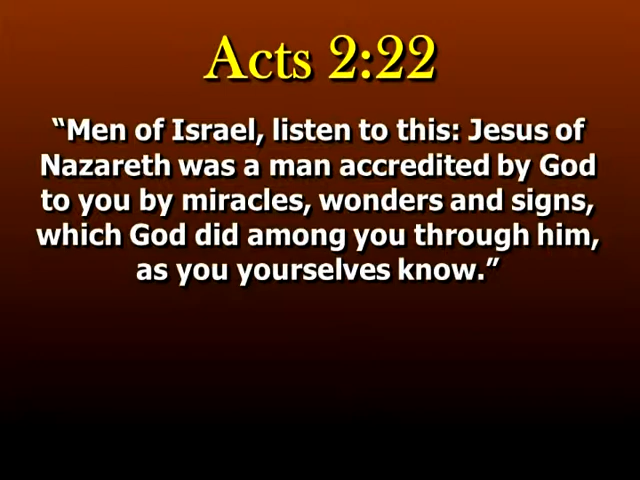 Acts 2:22
“Men of Israel, listen to this: Jesus of
Nazareth was a man accredited by God
to you by miracles, wonders and signs,
which God did among you through him,
as you yourselves know.”